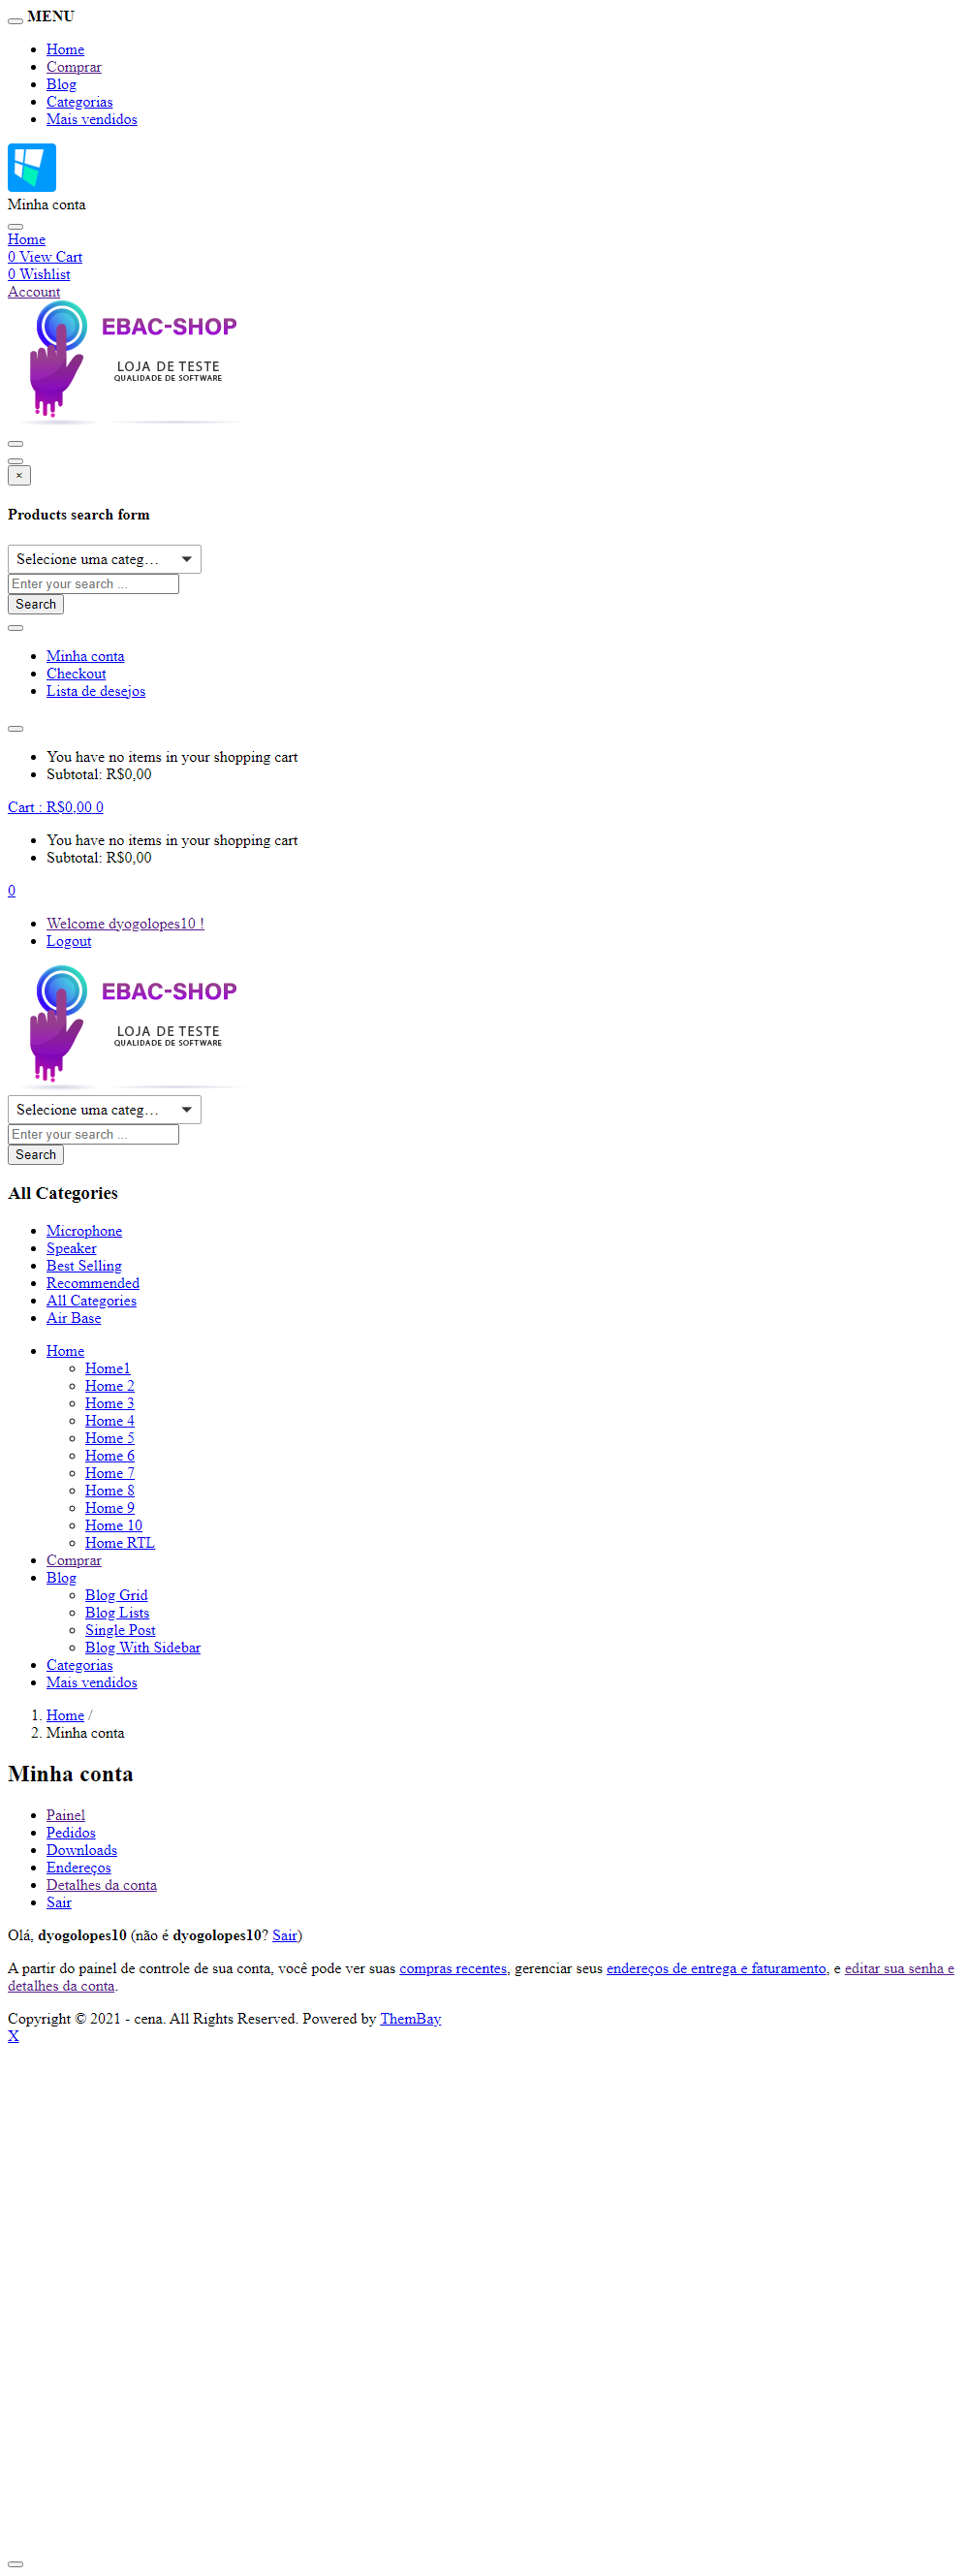 MENU
Home
Comprar
Blog
Categorias
Mais vendidos
Minha conta
Home
0 View Cart
0 Wishlist
Account
EBAC-SHOP
LOJA DE TESTE
QUALIDADE DE SOFTWARE
×
Products search form
Selecione uma categ…
Enter your search ...
Search
Minha conta
Checkout
Lista de desejos
You have no items in your shopping cart
Subtotal: R$0,00
Cart : R$0,00 0
You have no items in your shopping cart
Subtotal: R$0,00
0
Welcome dyogolopes10 !
Logout
EBAC-SHOP
LOJA DE TESTE
QUALIDADE DE SOFTWARE
Selecione uma categ…
Enter your search ...
Search
All Categories
Microphone
Speaker
Best Selling
Recommended
All Categories
Air Base
Home
Home1
Home 2
Home 3
Home 4
Home 5
Home 6
Home 7
Home 8
Home 9
Home 10
Home RTL
Comprar
Blog
Blog Grid
Blog Lists
Single Post
Blog With Sidebar
Categorias
Mais vendidos
1. Home /
2. Minha conta
Minha conta
Painel
Pedidos
Downloads
Endereços
Detalhes da conta
Sair
Olá, dyogolopes10 (não é dyogolopes10? Sair)
A partir do painel de controle de sua conta, você pode ver suas compras recentes, gerenciar seus endereços de entrega e faturamento, e editar sua senha e
detalhes da conta.
Copyright © 2021 - cena. All Rights Reserved. Powered by ThemBay
X